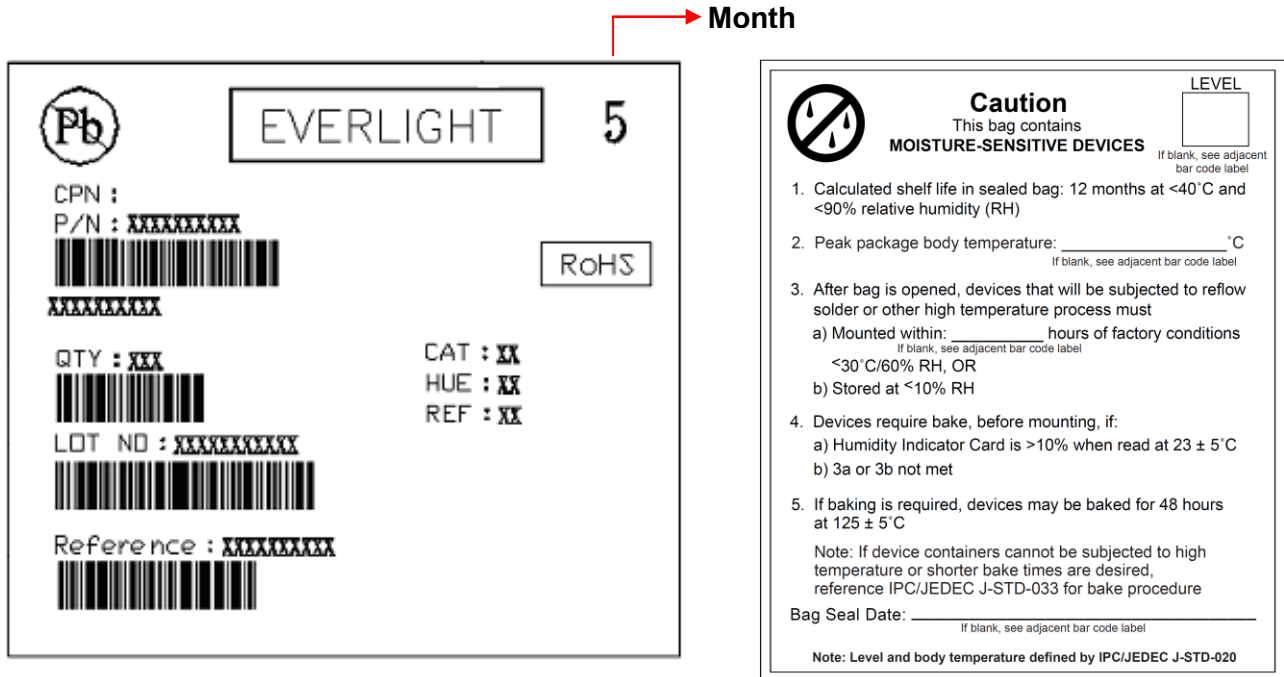 Month
Pb
EVERLIGHT
5
CPN :
P/N : XXXXXXXXXX
RoHS
XXXXXXXXXX
QTY : XXX
CAT : XX
HUE : XX
REF : XX
LOT NO : XXXXXXXXXXX
Reference : XXXXXXXXXX
LEVEL
Caution
This bag contains
MOISTURE-SENSITIVE DEVICES
If blank, see adjacent
bar code label
1. Calculated shelf life in sealed bag: 12 months at <40˚C and
<90% relative humidity (RH)
2. Peak package body temperature: ____________________˚C
If blank, see adjacent bar code label
3. After bag is opened, devices that will be subjected to reflow
solder or other high temperature process must
a) Mounted within: ___________ hours of factory conditions
If blank, see adjacent bar code label
<30˚C/60% RH, OR
b) Stored at <10% RH
4. Devices require bake, before mounting, if:
a) Humidity Indicator Card is >10% when read at 23 ± 5˚C
b) 3a or 3b not met
5. If baking is required, devices may be baked for 48 hours
at 125 ± 5˚C
Note: If device containers cannot be subjected to high
temperature or shorter bake times are desired,
reference IPC/JEDEC J-STD-033 for bake procedure
Bag Seal Date: ____________________
If blank, see adjacent bar code label
Note: Level and body temperature defined by IPC/JEDEC J-STD-020